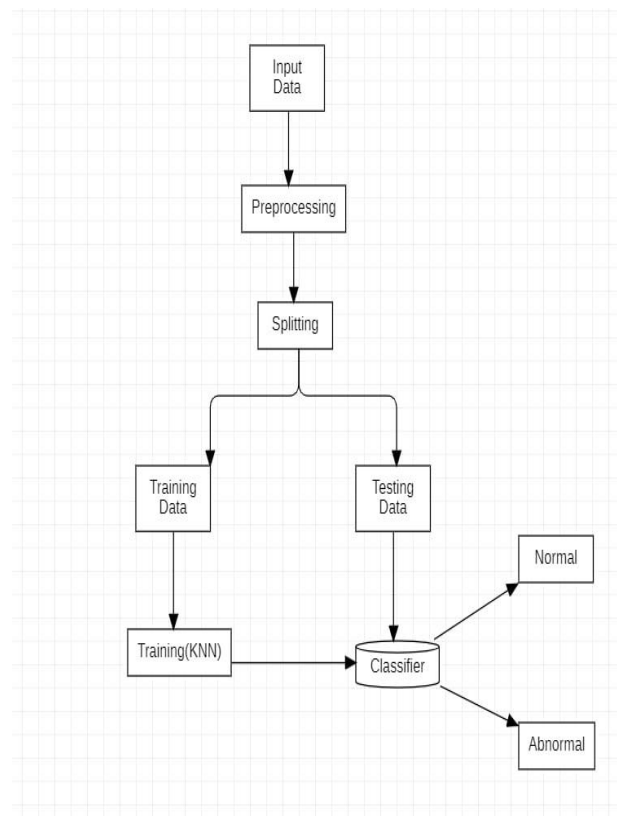 Input
Data
Preprocessing
Splitting
Training
Data
Testing
Data
Normal
Training(KNN)
Classifier
Abnormal